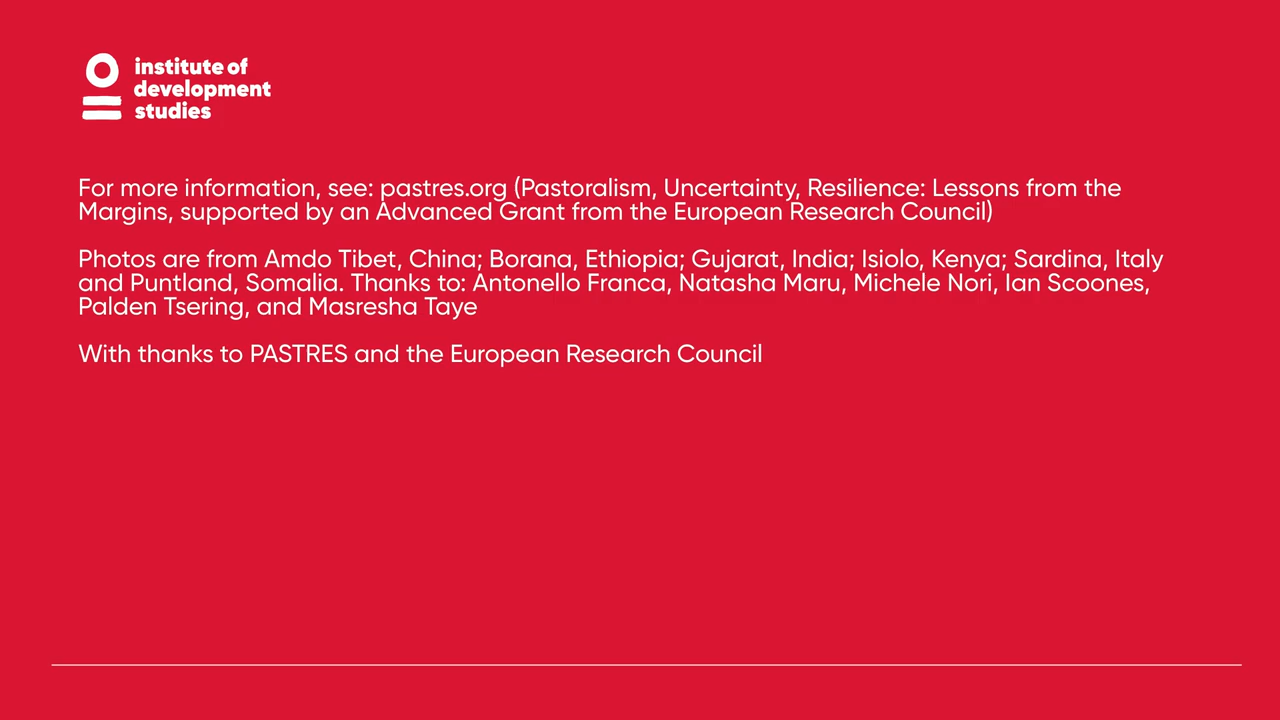 institute of
development
studies
For more information, see: pastres.org (Pastoralism, Uncertainty, Resilience: Lessons from the
Margins, supported by an Advanced Grant from the European Research Council)
Photos are from Amdo Tibet, China; Borana, Ethiopia; Gujarat, India; Isiolo, Kenya; Sardina, Italy
and Puntland, Somalia. Thanks to: Antonello Franca, Natasha Maru, Michele Nori, Ian Scoones,
Palden Tsering, and Masresha Taye
With thanks to PASTRES and the European Research Council